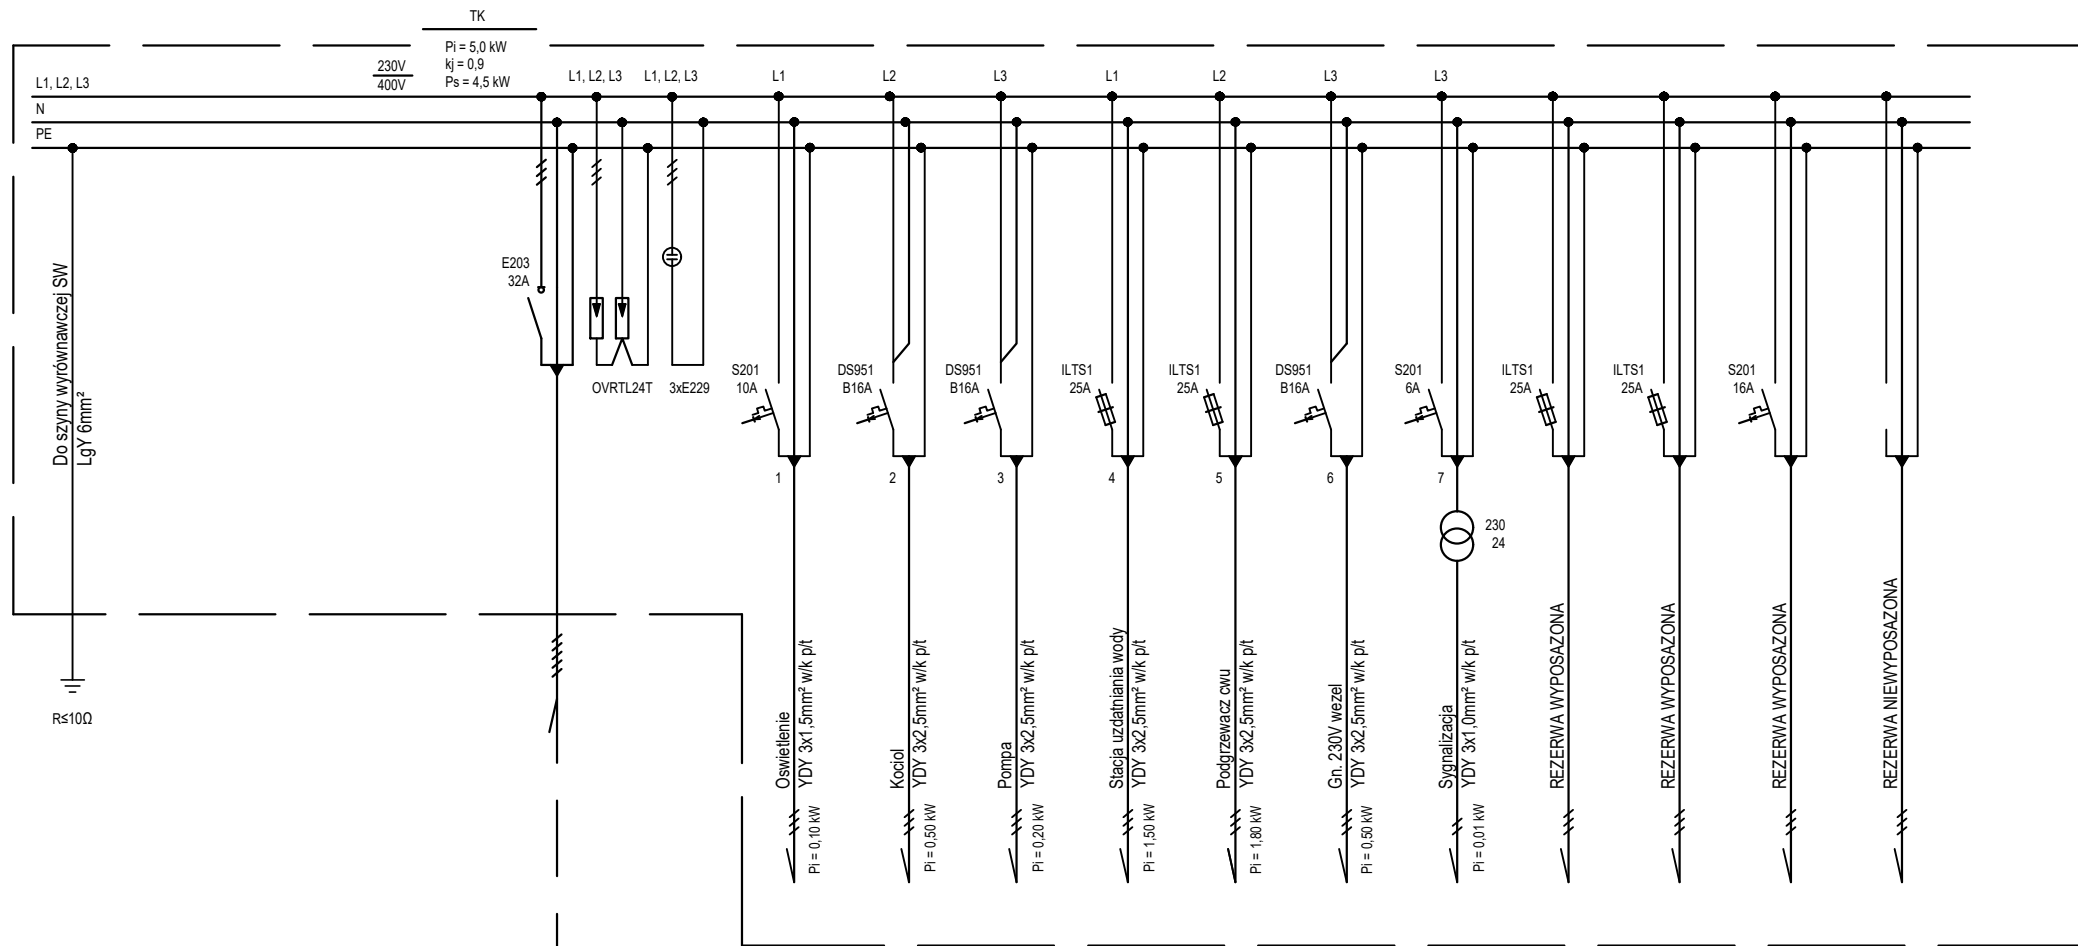 TK
Pi = 5,0 kW
kj = 0,9
Ps = 4,5 kW
230V
400V
L1, L2, L3
N
PE
L1, L2, L3
L1, L2, L3
L1
L2
L3
L1
L2
L3
L3
Do szyny wyrównawczej SW
LgY 6mm²
R≤10Ω
E203
32A
OVRTL24T
3xE229
S201
10A
DS951
B16A
DS951
B16A
ILTS1
25A
ILTS1
25A
DS951
B16A
S201
6A
ILTS1
25A
ILTS1
25A
S201
16A
1
2
3
4
5
6
7
230
24
Oswietlenie
YDY 3x1,5mm² w/k p/t
Pi = 0,10 kW
Kociol
YDY 3x2,5mm² w/k p/t
Pi = 0,50 kW
Pompa
YDY 3x2,5mm² w/k p/t
Pi = 0,20 kW
Stacja uzdatniania wody
YDY 3x2,5mm² w/k p/t
Pi = 1,50 kW
Podgrzewacz cwu
YDY 3x2,5mm² w/k p/t
Pi = 1,80 kW
Gn. 230V wezel
YDY 3x2,5mm² w/k p/t
Pi = 0,50 kW
Sygnalizacja
YDY 3x1,0mm² w/k p/t
Pi = 0,01 kW
REZERWA WYPOSAZONA
REZERWA WYPOSAZONA
REZERWA WYPOSAZONA
REZERWA NIEWYPOSAZONA